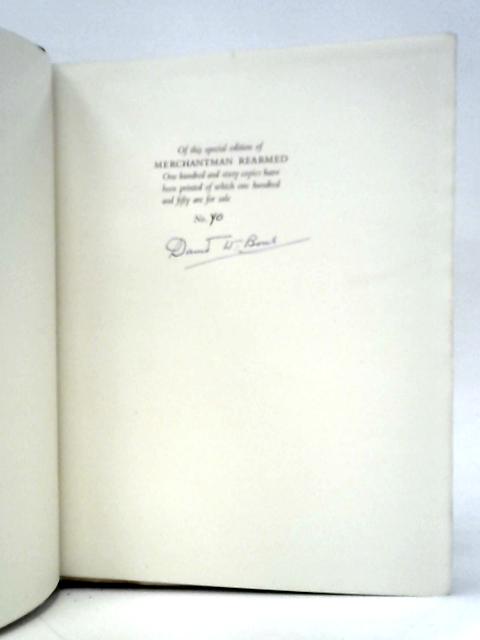 Of this special edition of
MERCHANTMAN REARMED
One hundred and sixty copies have
been printed of which one hundred
and fifty are for sale
No. 40
David W. Bone